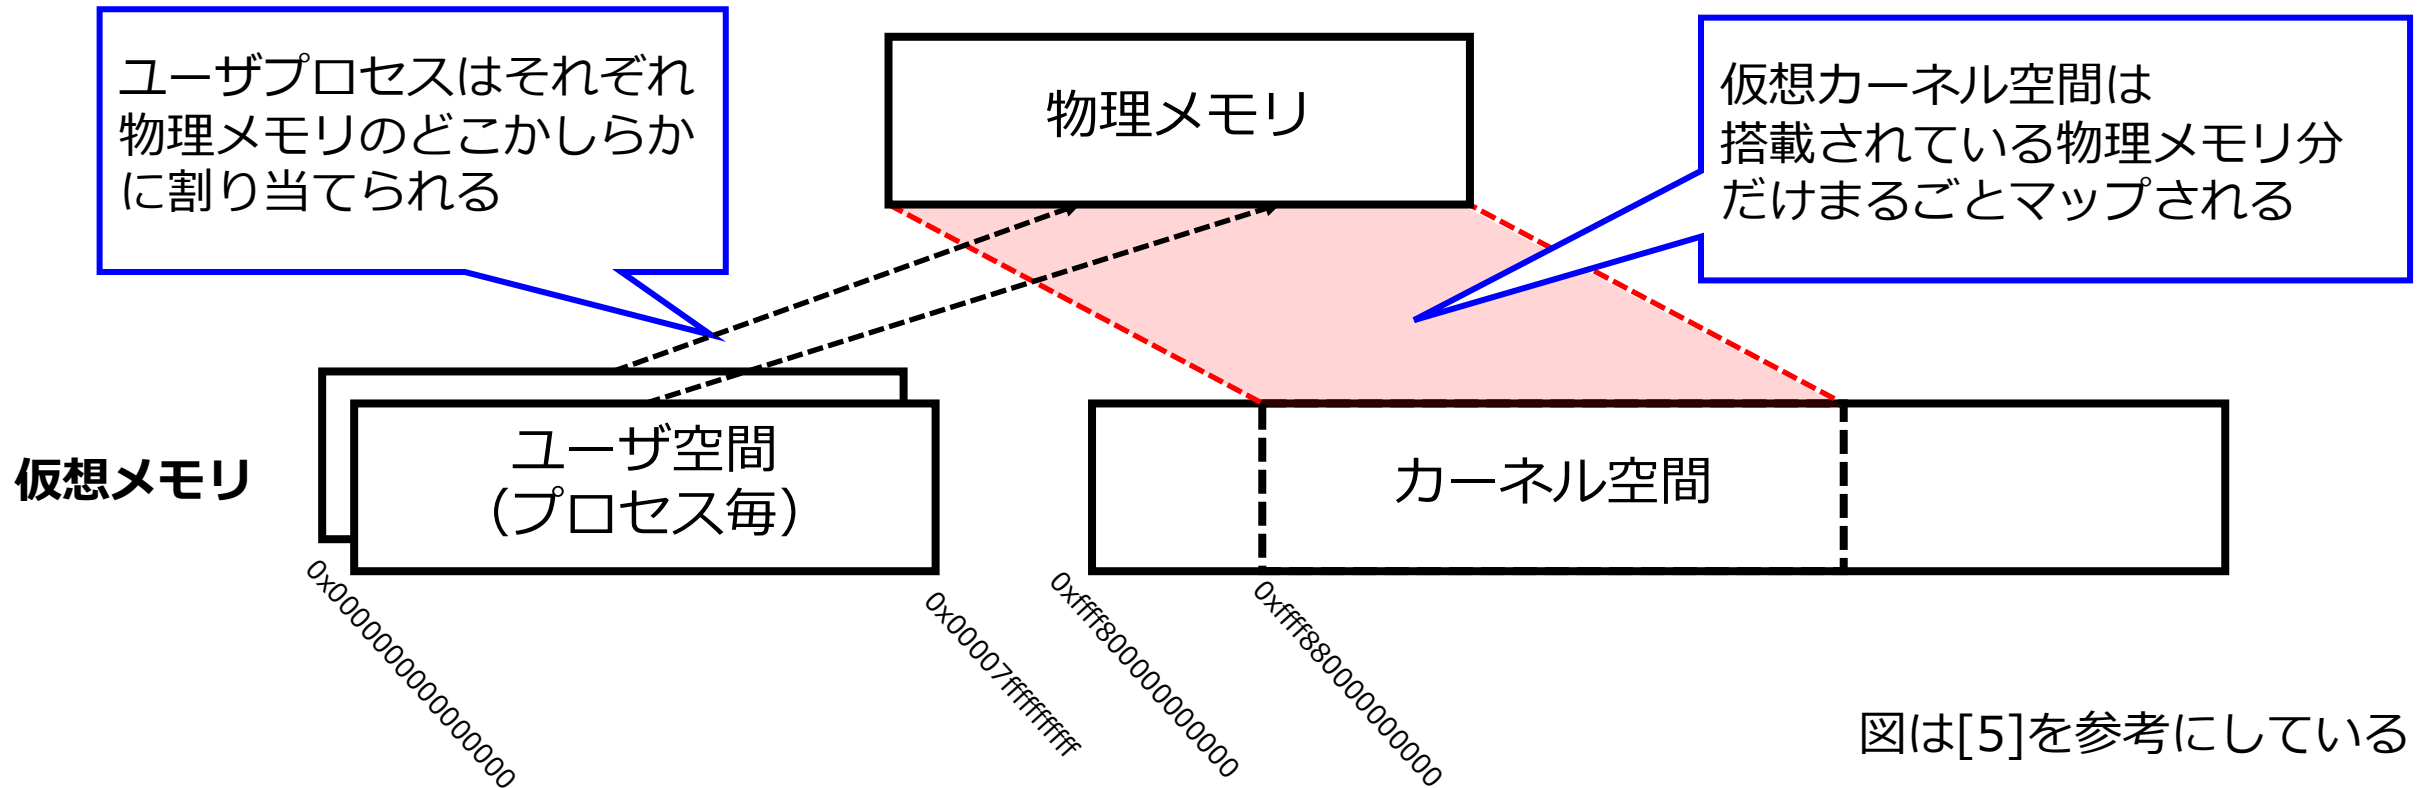 ユーザプロセスはそれぞれ
物理メモリのどこかしらか
に割り当てられる
物理メモリ
仮想カーネル空間は
搭載されている物理メモリ分
だけまるごとマップされる
仮想メモリ
ユーザ空間
（プロセス毎）
カーネル空間
0x0000000000000000
0x00007fffffffffff
0xffff800000000000
0xffff880000000000
図は[5]を参考にしている